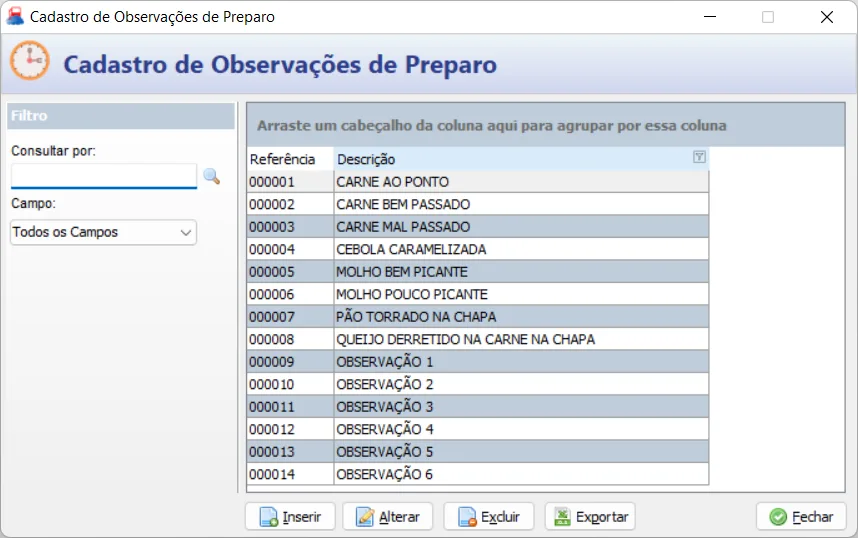 Cadastro de Observações de Preparo
Cadastro de Observações de Preparo
Filtro
Consultar por:
Campo:
Todos os Campos
Arraste um cabeçalho da coluna aqui para agrupar por essa coluna
Referência Descrição
000001 CARNE AO PONTO
000002 CARNE BEM PASSADO
000003 CARNE MAL PASSADO
000004 CEBOLA CARAMELIZADA
000005 MOLHO BEM PICANTE
000006 MOLHO POUCO PICANTE
000007 PÃO TORRADO NA CHAPA
000008 QUEIJO DERRETIDO NA CARNE NA CHAPA
000009 OBSERVAÇÃO 1
000010 OBSERVAÇÃO 2
000011 OBSERVAÇÃO 3
000012 OBSERVAÇÃO 4
000013 OBSERVAÇÃO 5
000014 OBSERVAÇÃO 6
Inserir Alterar Excluir Exportar Fechar